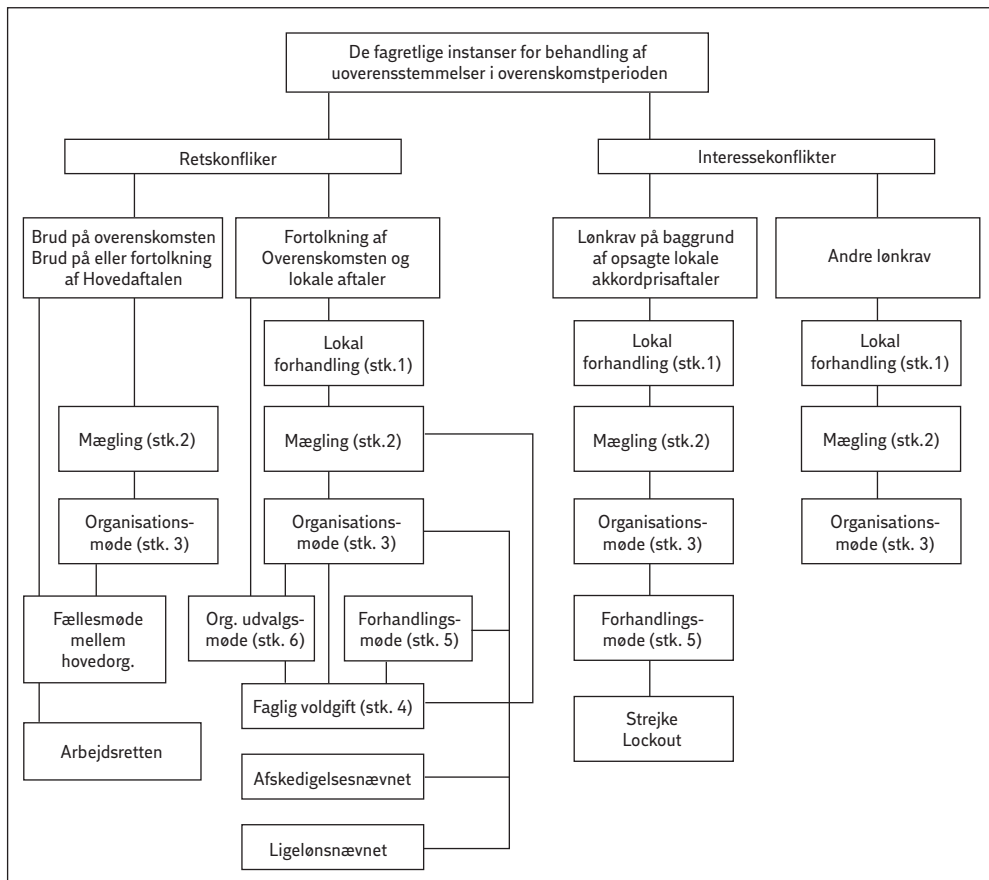 De fagretlige instanser for behandling af
uoverensstemmelser i overenskomstperioden
Retskonfliker
Interessekonflikter
Brud på overenskomsten
Brud på eller fortolkning
af Hovedaftalen
Fortolkning af
Overenskomsten og
lokale aftaler
Lønkrav på baggrund
af opsagte lokale
akkordprisaftaler
Andre lønkrav
Lokal
forhandling (stk.1)
Lokal
forhandling (stk.1)
Lokal
forhandling (stk.1)
Mægling (stk.2)
Mægling (stk.2)
Mægling (stk.2)
Mægling (stk.2)
Organisations-
møde (stk. 3)
Organisations-
møde (stk. 3)
Organisations-
møde (stk. 3)
Organisations-
møde (stk. 3)
Fællesmøde
mellem
hovedorg.
Org. udvalgs-
møde (stk. 6)
Forhandlings-
møde (stk. 5)
Forhandlings-
møde (stk. 5)
Faglig voldgift (stk. 4)
Strejke
Lockout
Arbejdsretten
Afskedigelsesnævnet
Ligelønsnævnet